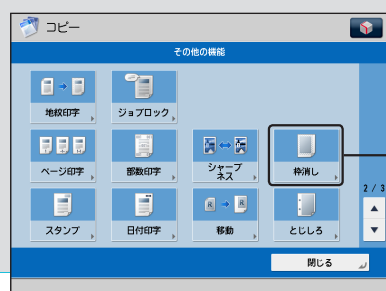 コピー
その他の機能
地紋印字
ジョブロック
ページ印字
部数印字
シャープ
ネス
枠消し
2 / 3
スタンプ
日付印字
移動
とじしろ
閉じる